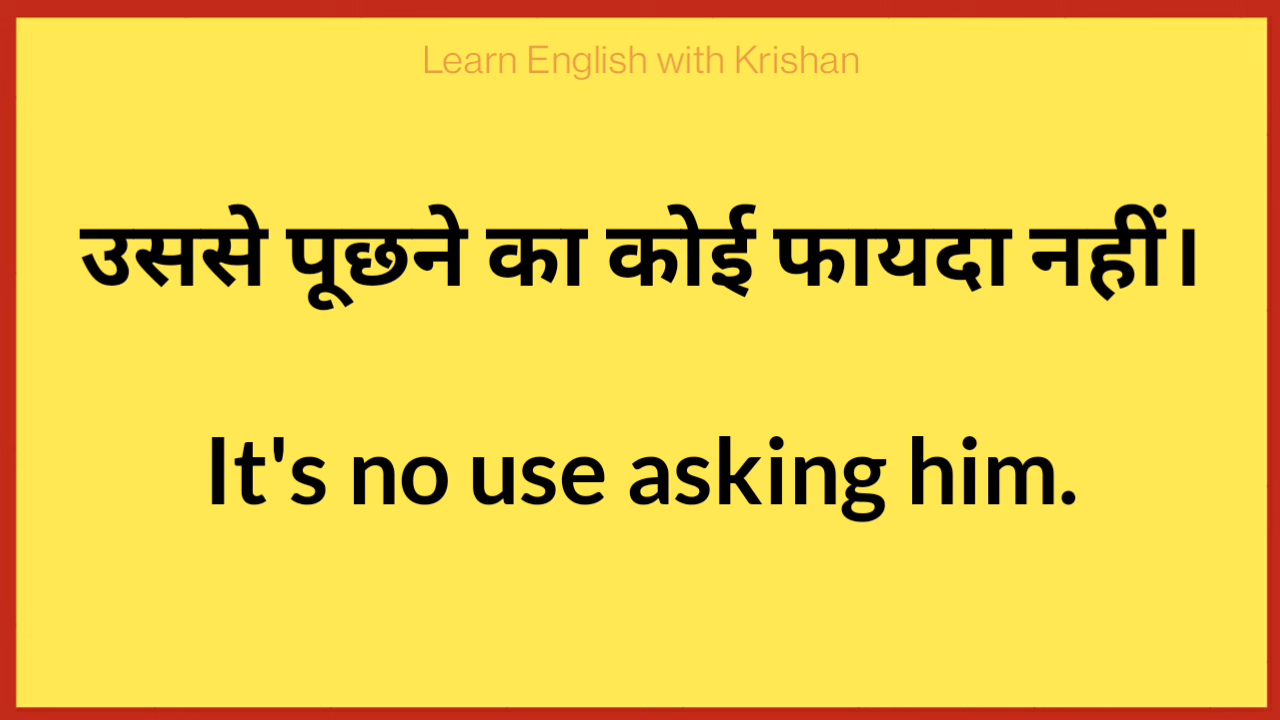 Learn English with Krishan
उससे पूछने का कोई फायदा नहीं।
It's no use asking him.